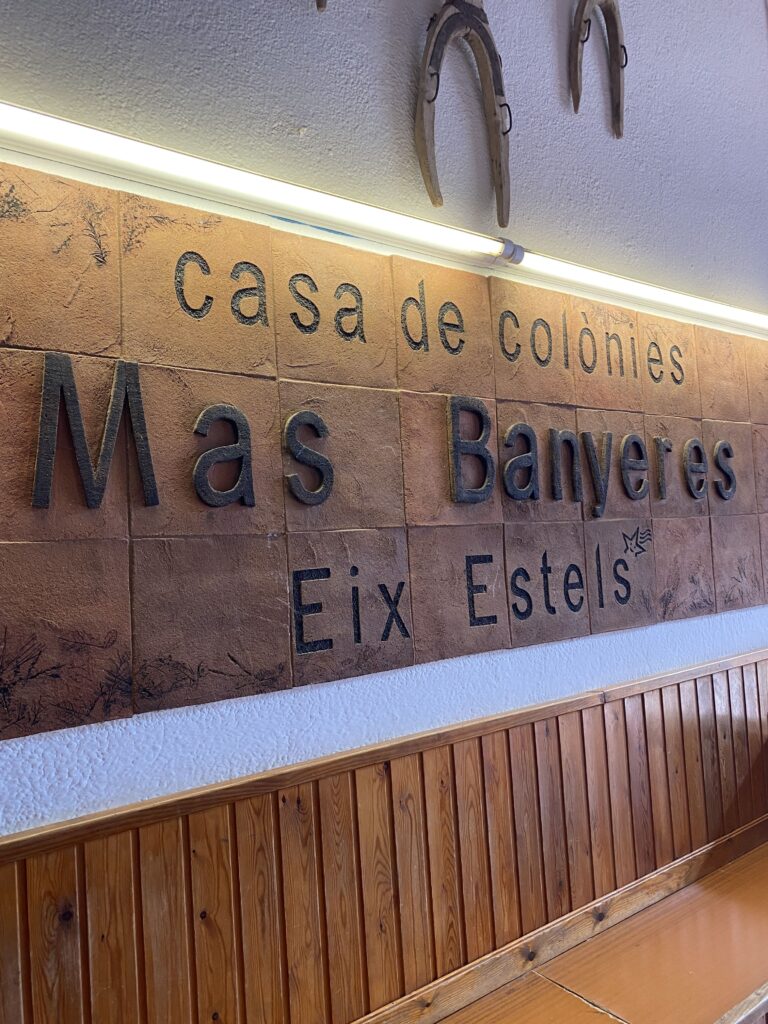 casa de colònies
Mas Banyeres
Eix Estels